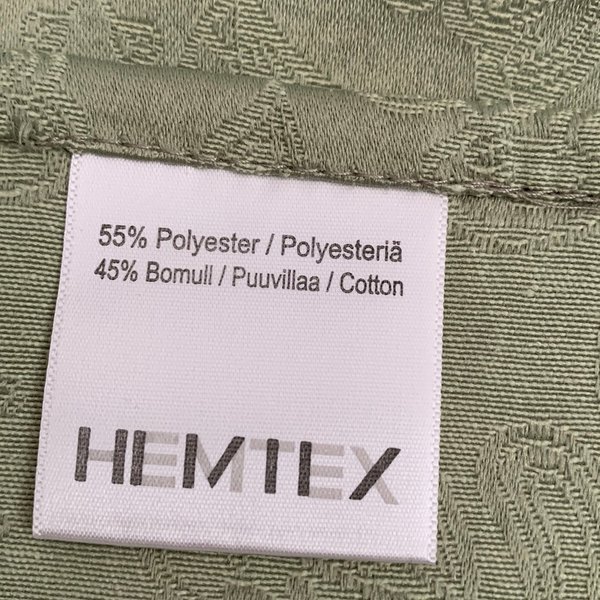 55% Polyester / Polyesteriä
45% Bomull / Puuvillaa / Cotton
HEMTEX